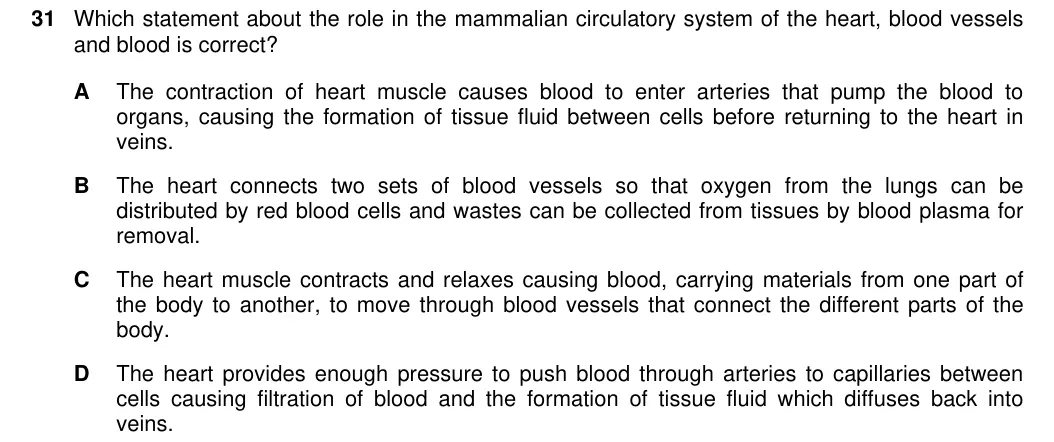 31 Which statement about the role in the mammalian circulatory system of the heart, blood vessels
and blood is correct?
A The contraction of heart muscle causes blood to enter arteries that pump the blood to
organs, causing the formation of tissue fluid between cells before returning to the heart in
veins.
B The heart connects two sets of blood vessels so that oxygen from the lungs can be
distributed by red blood cells and wastes can be collected from tissues by blood plasma for
removal.
C The heart muscle contracts and relaxes causing blood, carrying materials from one part of
the body to another, to move through blood vessels that connect the different parts of the
body.
D The heart provides enough pressure to push blood through arteries to capillaries between
cells causing filtration of blood and the formation of tissue fluid which diffuses back into
veins.